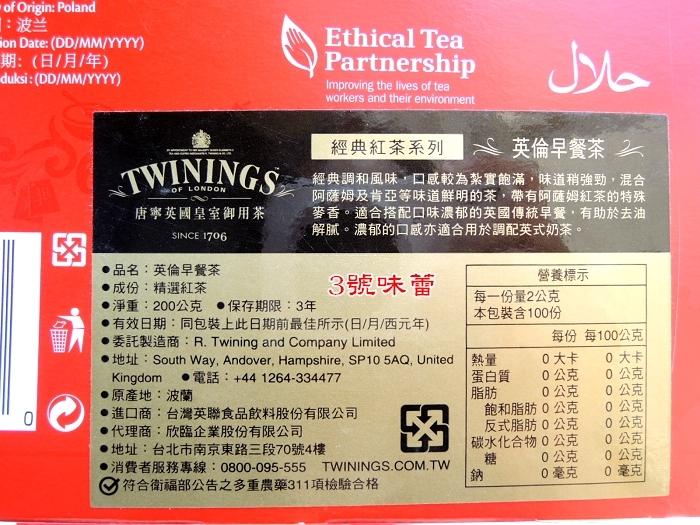 of Origin: Poland
：波兰
ion Date: (DD/MM/YYYY)
期：(日/月/年)
duksi: (DD/MM/YYYY)
Ethical Tea
Partnership
Improving the lives of tea
workers and their environment
حلال
TWININGS
OF LONDON
唐寧英國皇室御用茶
SINCE 1706
經典紅茶系列
英倫早餐茶
經典調和風味，口感較為紮實飽滿，味道稍強勁，混合
阿薩姆及肯亞等味道鮮明的茶，帶有阿薩姆紅茶的特殊
麥香。適合搭配口味濃郁的英國傳統早餐，有助於去油
解膩。濃郁的口感亦適合用於調配英式奶茶。
●品名：英倫早餐茶
●成份：精選紅茶
●淨重：200公克 ●保存期限：3年
●有效日期：同包裝上此日期前最佳所示(日/月/西元年)
●委託製造商：R. Twining and Company Limited
●地址：South Way, Andover, Hampshire, SP10 5AQ, United
Kingdom ●電話：+44 1264-334477
●原產地：波蘭
●進口商：台灣英聯食品飲料股份有限公司
●代理商：欣臨企業股份有限公司
●地址：台北市南京東路三段70號4樓
●消費者服務專線：0800-095-555 TWININGS.COM.TW
符合衛福部公告之多重農藥311項檢驗合格
3號味蕾
營養標示
每一份量2公克
本包裝含100份
每份 每100公克
熱量 0 大卡 0 大卡
蛋白質 0 公克 0 公克
脂肪 0 公克 0 公克
飽和脂肪 0 公克 0 公克
反式脂肪 0 公克 0 公克
碳水化合物 0 公克 0 公克
糖 0 公克 0 公克
鈉 0 毫克 0 毫克
0